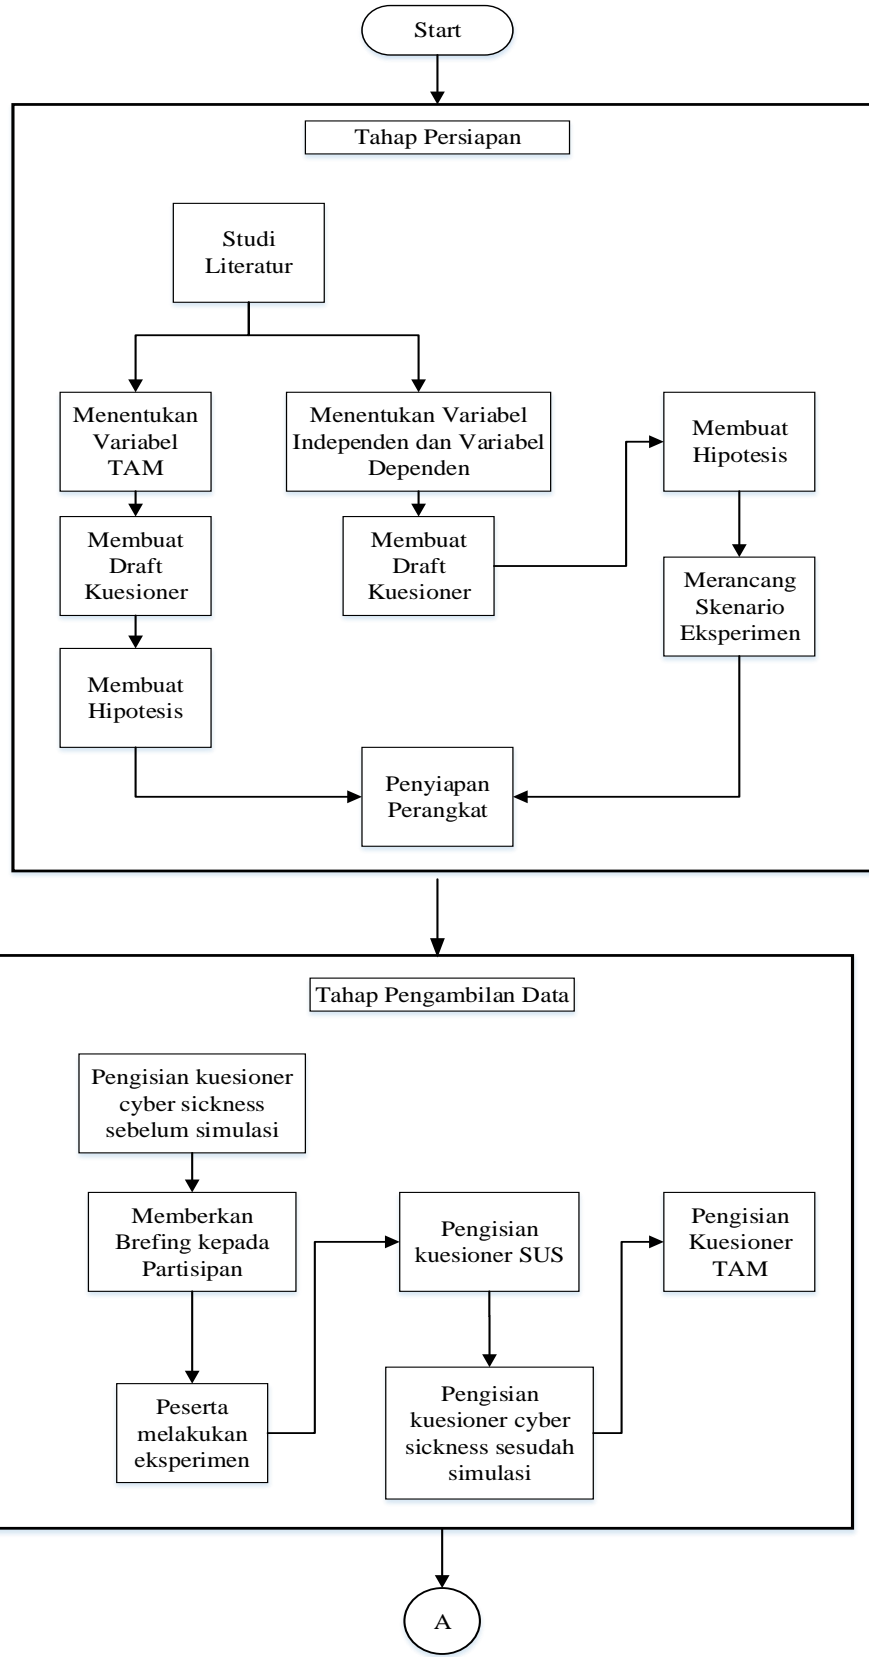 Start
Tahap Persiapan
Studi
Literatur
Menentukan
Variabel
TAM
Menentukan Variabel
Independen dan Variabel
Dependen
Membuat
Hipotesis
Membuat
Draft
Kuesioner
Membuat
Draft
Kuesioner
Merancang
Skenario
Eksperimen
Membuat
Hipotesis
Penyiapan
Perangkat
Tahap Pengambilan Data
Pengisian kuesioner
cyber sickness
sebelum simulasi
Memberkan
Brefing kepada
Partisipan
Pengisian
kuesioner SUS
Pengisian
Kuesioner
TAM
Peserta
melakukan
eksperimen
Pengisian
kuesioner cyber
sickness sesudah
simulasi
A